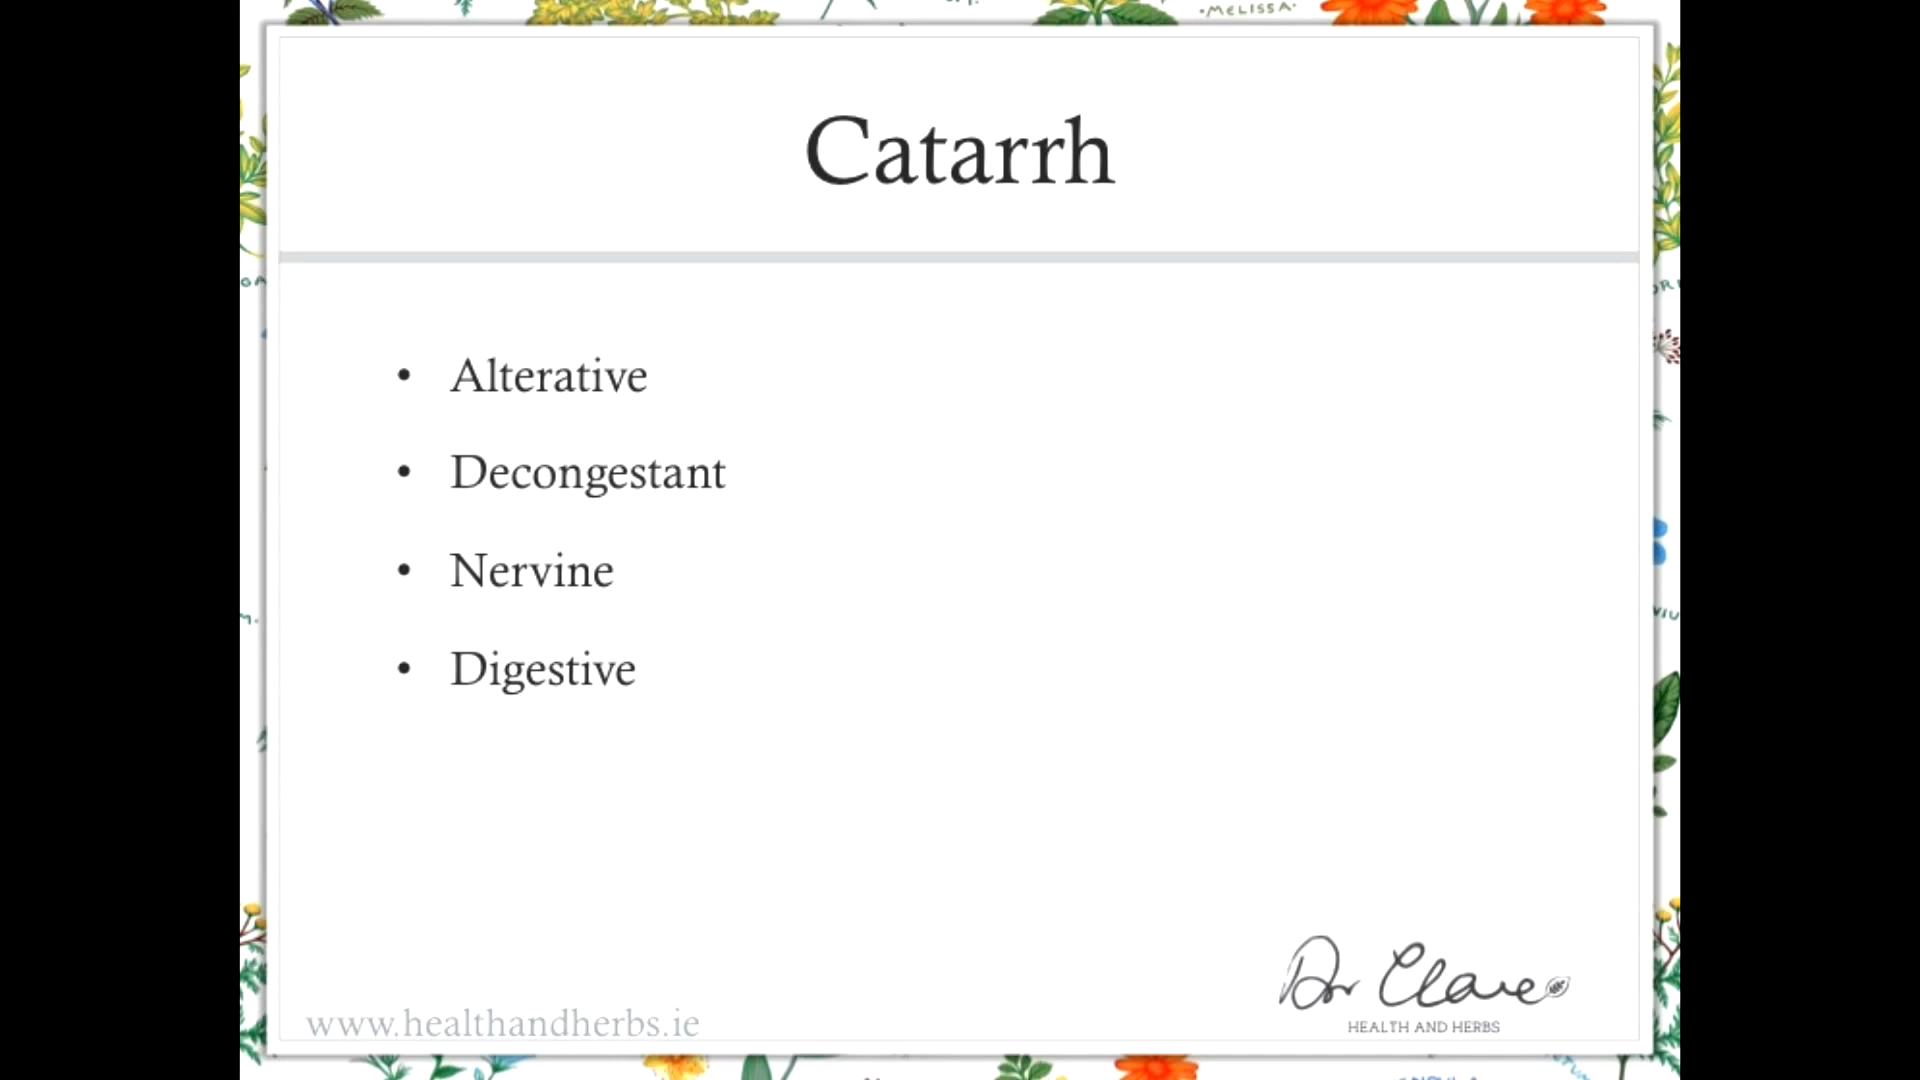 MELISSA
Catarrh
• Alterative
• Decongestant
• Nervine
• Digestive
Dr Clare
HEALTH AND HERBS
www.healthandherbs.ie